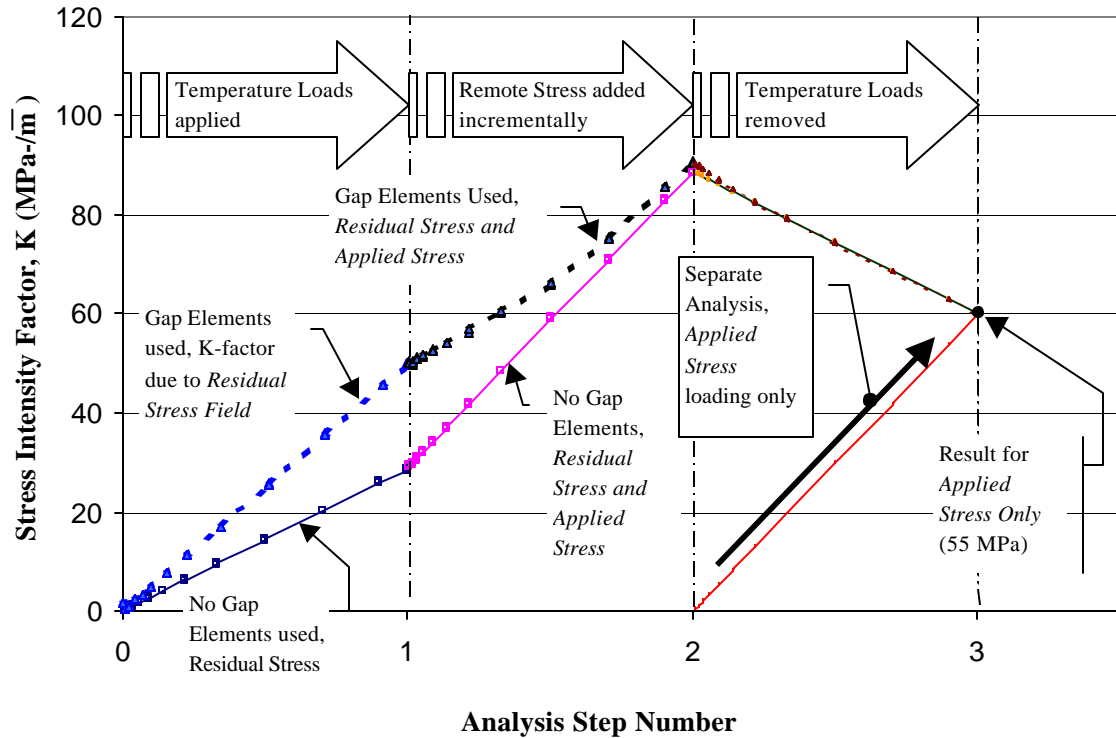 Stress Intensity Factor, K (MPa-/m)
120
100
80
60
40
20
0
Temperature Loads
applied
Remote Stress added
incrementally
Temperature Loads
removed
Gap Elements Used,
Residual Stress and
Applied Stress
Gap Elements
used, K-factor
due to Residual
Stress Field
Separate
Analysis,
Applied
Stress
loading only
No Gap
Elements,
Residual
Stress and
Applied
Stress
Result for
Applied
Stress Only
(55 MPa)
No Gap
Elements used,
Residual Stress
0
1
2
3
Analysis Step Number